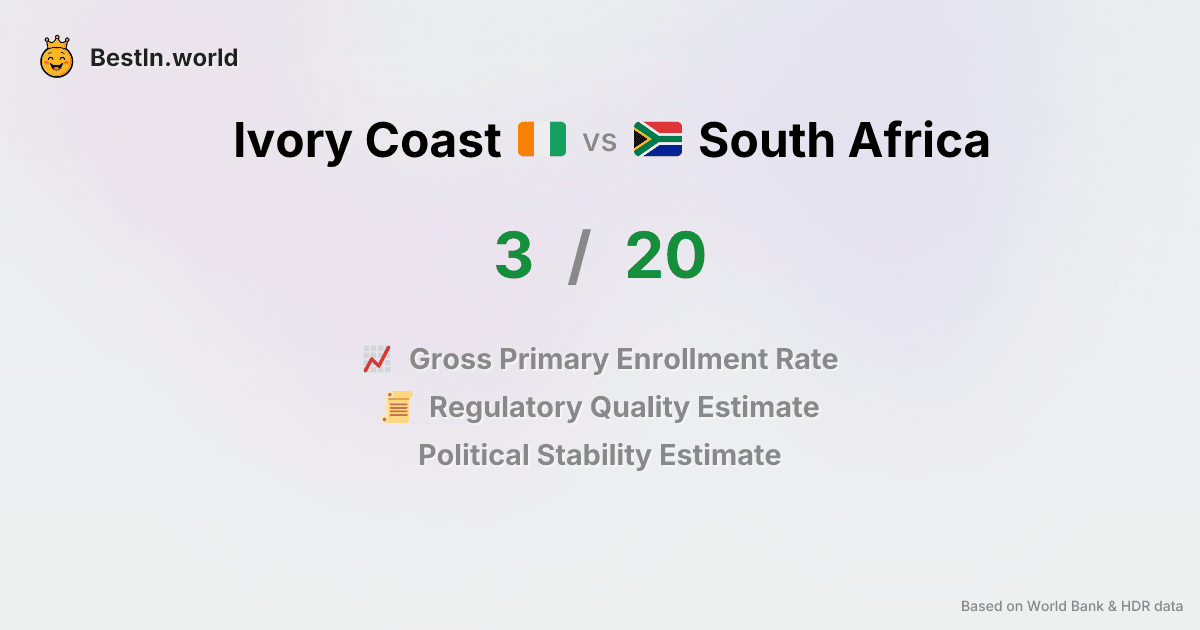 BestIn.world
Ivory Coast vs South Africa
3 / 20
Gross Primary Enrollment Rate
Regulatory Quality Estimate
Political Stability Estimate
Based on World Bank & HDR data